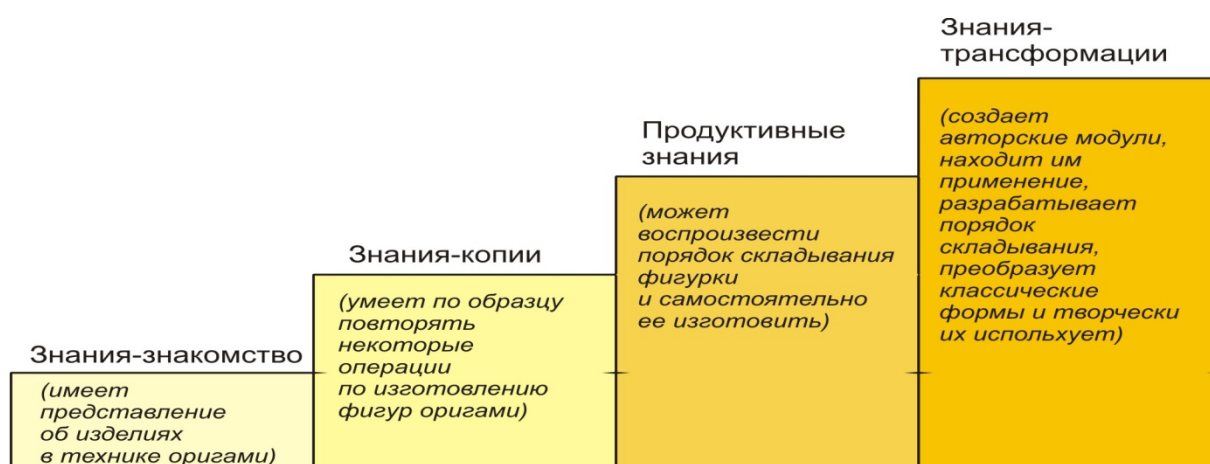 Знания-знакомство
(имеет
представление
об изделиях
в технике оригами)
Знания-копии
(умеет по образцу
повторять
некоторые
операции
по изготовлению
фигур оригами)
Продуктивные
знания
(может
воспроизвести
порядок складывания
фигурки
и самостоятельно
ее изготовить)
Знания-
трансформации
(создает
авторские модули,
находит им
применение,
разрабатывает
порядок
складывания,
преобразует
классические
формы и творчески
их испольхует)